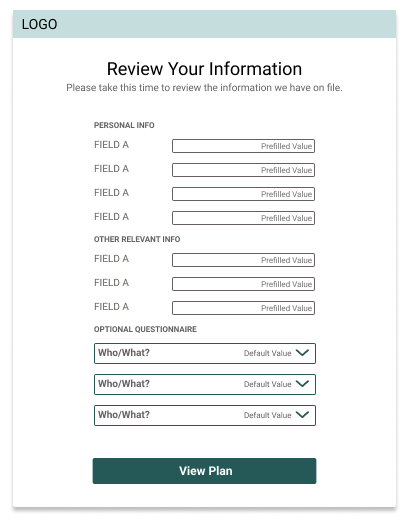 LOGO
Review Your Information
Please take this time to review the information we have on file.
PERSONAL INFO
FIELD A Prefilled Value
FIELD A Prefilled Value
FIELD A Prefilled Value
FIELD A Prefilled Value
OTHER RELEVANT INFO
FIELD A Prefilled Value
FIELD A Prefilled Value
FIELD A Prefilled Value
OPTIONAL QUESTIONNAIRE
Who/What? Default Value
Who/What? Default Value
Who/What? Default Value
View Plan